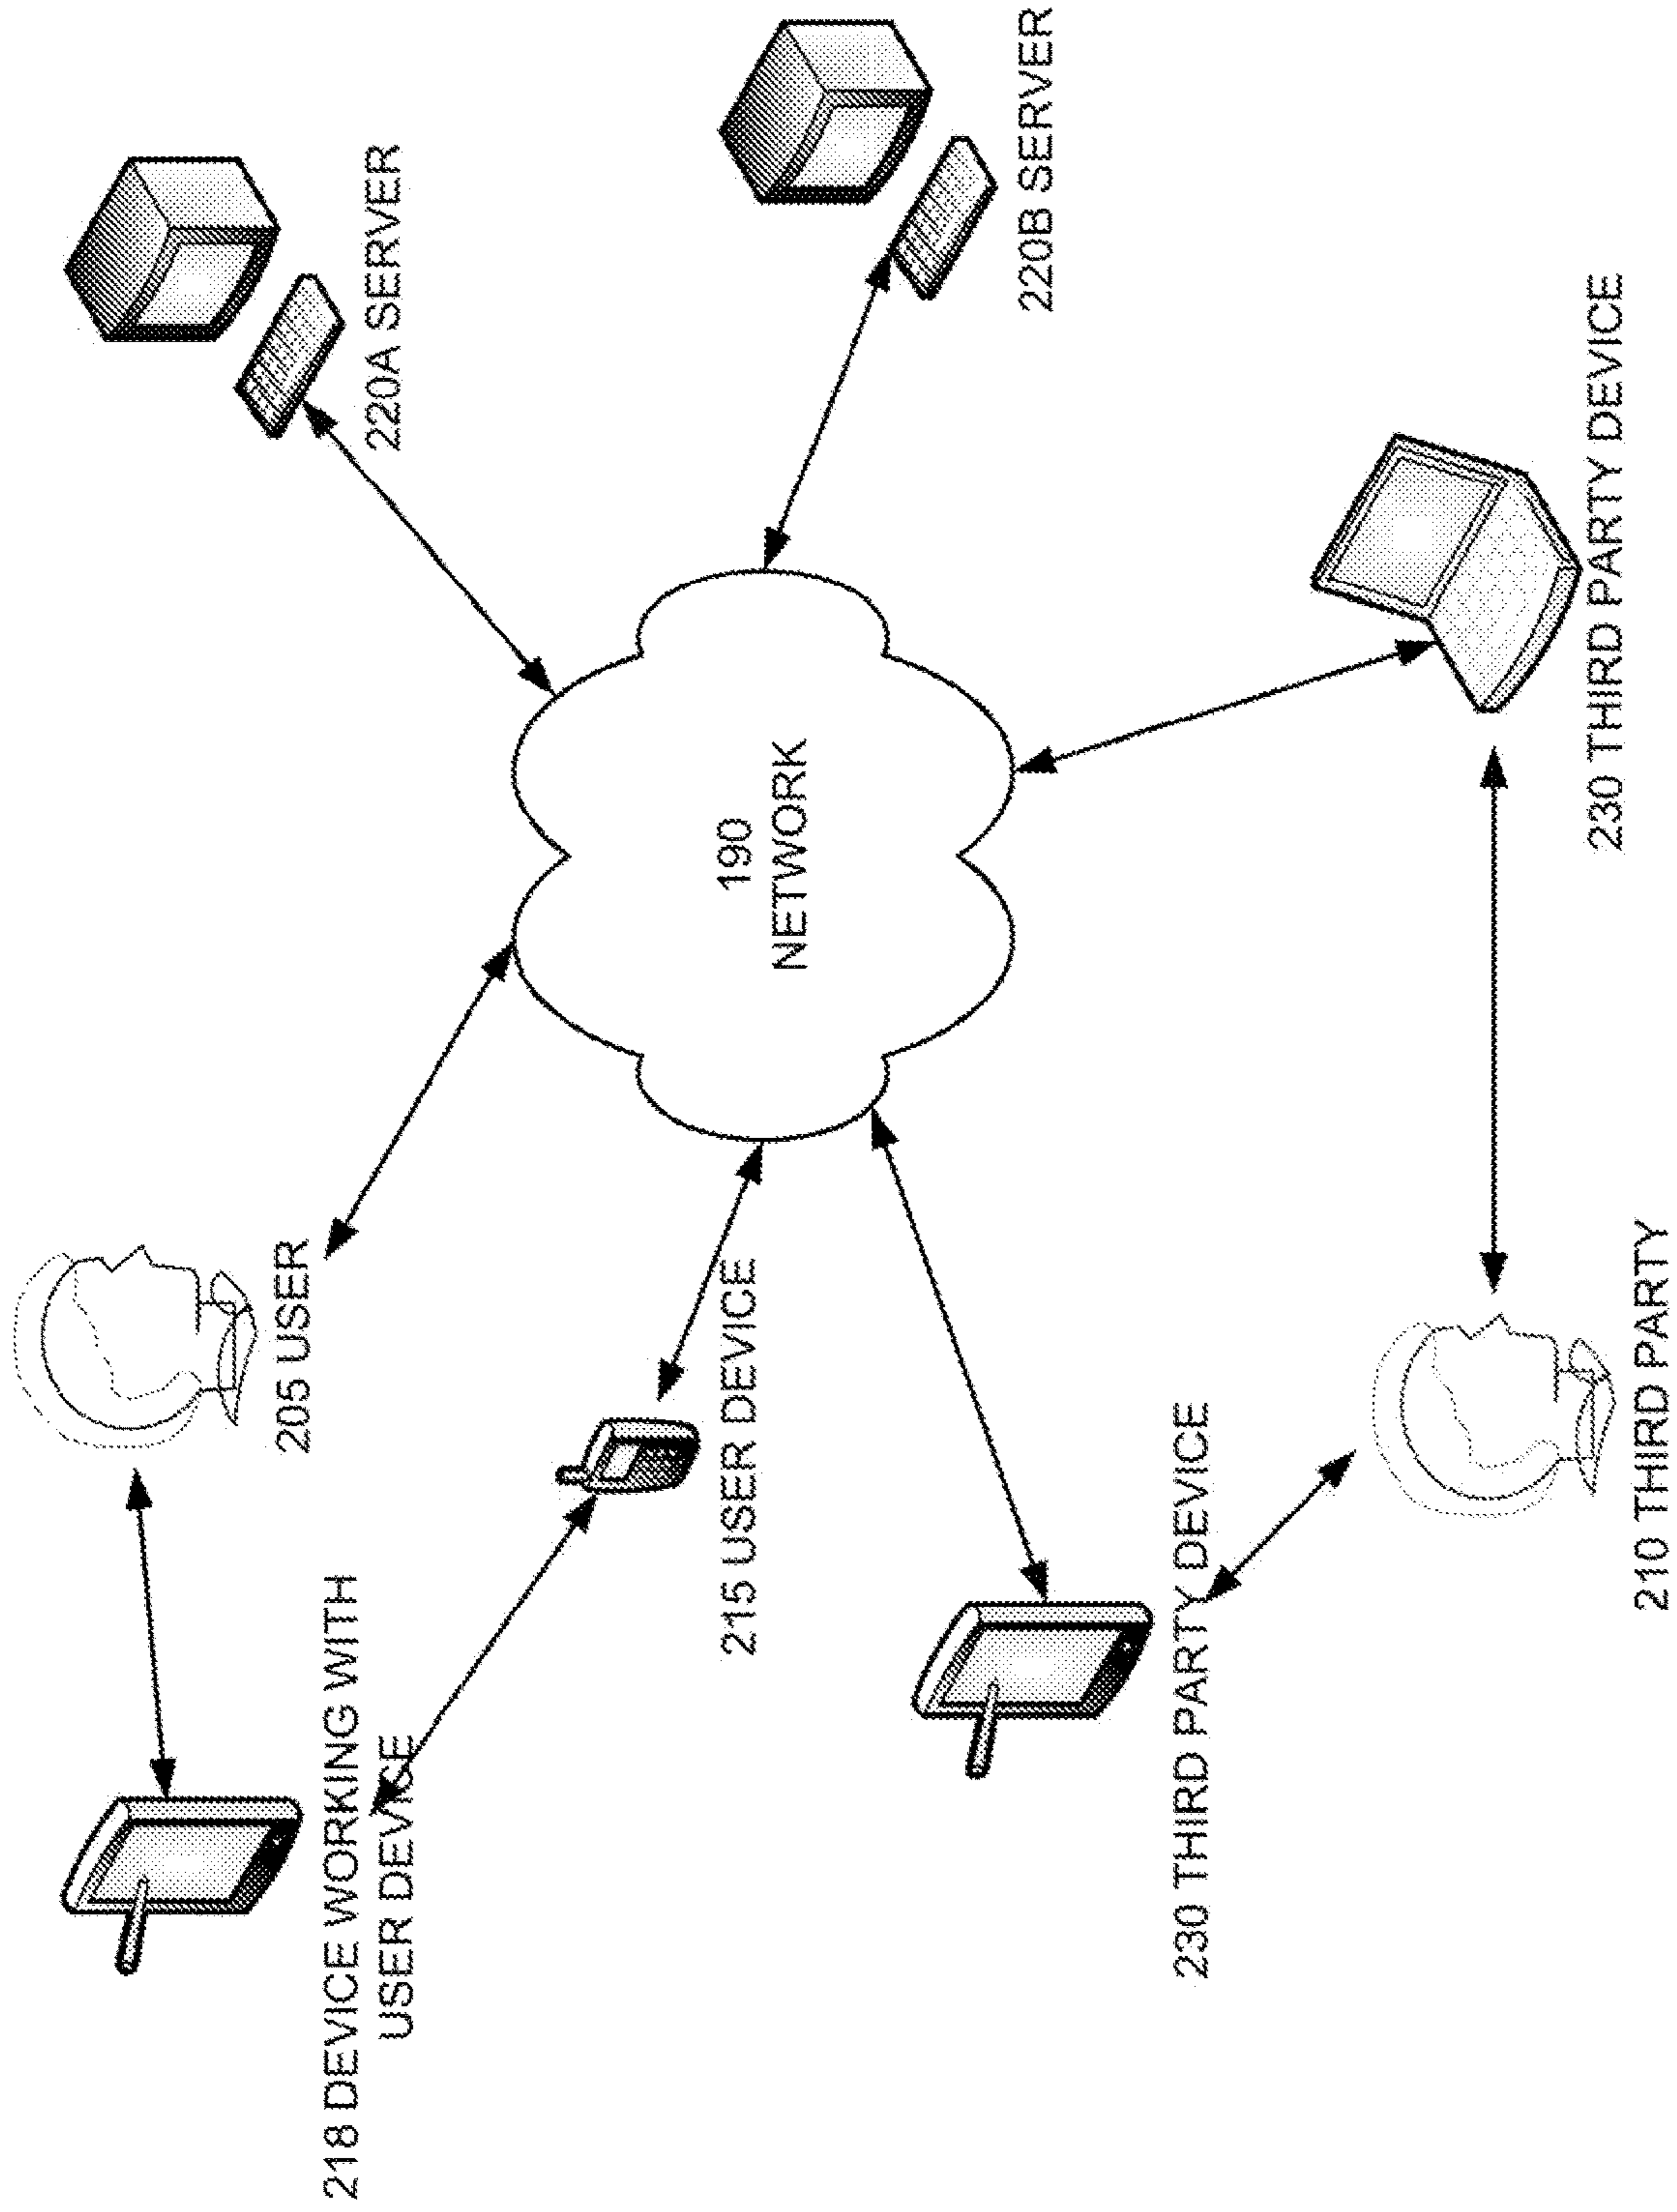 218 DEVICE WORKING WITH
USER DEVICE
205 USER
220A SERVER
215 USER DEVICE
190
NETWORK
220B SERVER
230 THIRD PARTY DEVICE
210 THIRD PARTY
230 THIRD PARTY DEVICE